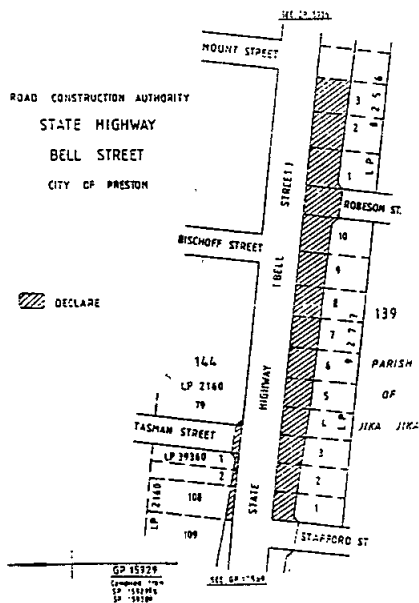 MOUNT STREET
ROAD CONSTRUCTION AUTHORITY
STATE HIGHWAY
BELL STREET
CITY OF PRESTON
DECLARE
3
2
1
LP
ROBESON ST.
BISCHOFF STREET
(BELL STREET)
STATE HIGHWAY
10
9
8
7
6
5
4
3
2
1
139
PARISH
OF
JIKA JIKA
144
LP 2160
79
TASMAN STREET
LP 39360 1
2
LP 2160
108
109
STAFFORD ST
GP 15929